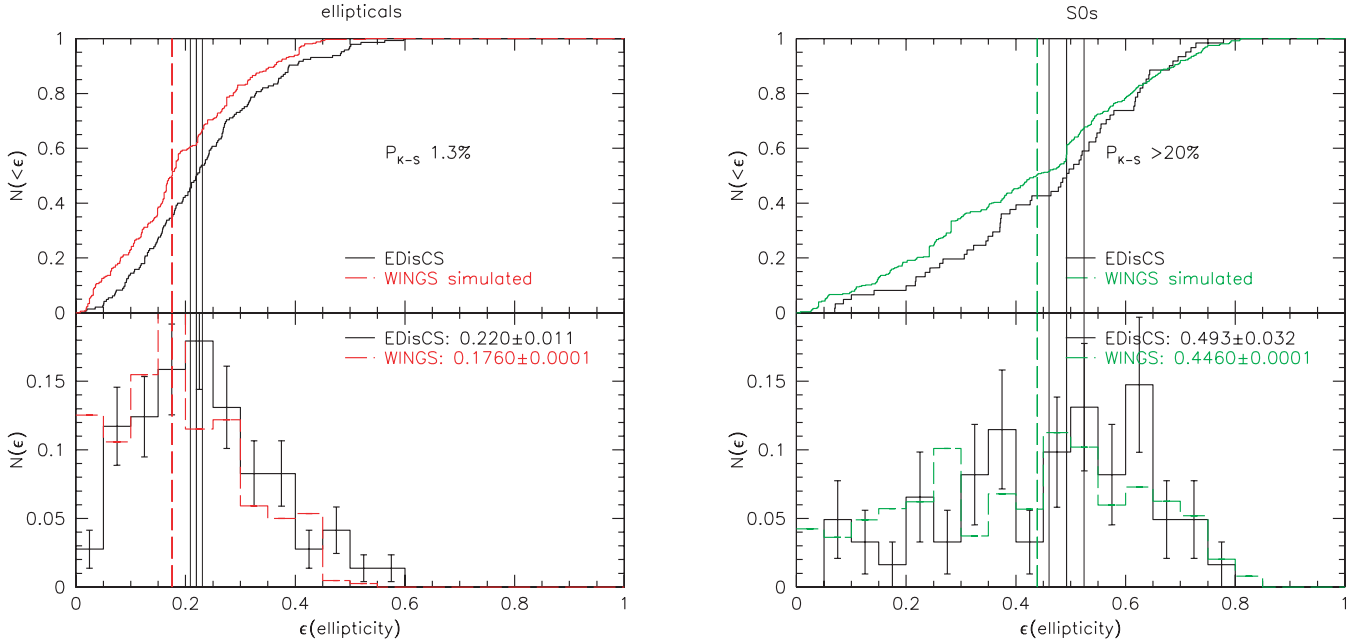 ellipticals
S0s
1
0.8
0.6
0.4
0.2
0
N(<ϵ)
P_K-S 1.3%
EDisCS
WINGS simulated
1
0.8
0.6
0.4
0.2
0
N(<ϵ)
P_K-S >20%
EDisCS
WINGS simulated
EDisCS: 0.220±0.011
WINGS: 0.1760±0.0001
0.15
0.1
0.05
0
N(ϵ)
0 0.2 0.4 0.6 0.8 1
ϵ(ellipticity)
EDisCS: 0.493±0.032
WINGS: 0.4460±0.0001
0.15
0.1
0.05
0
N(ϵ)
0 0.2 0.4 0.6 0.8 1
ϵ(ellipticity)